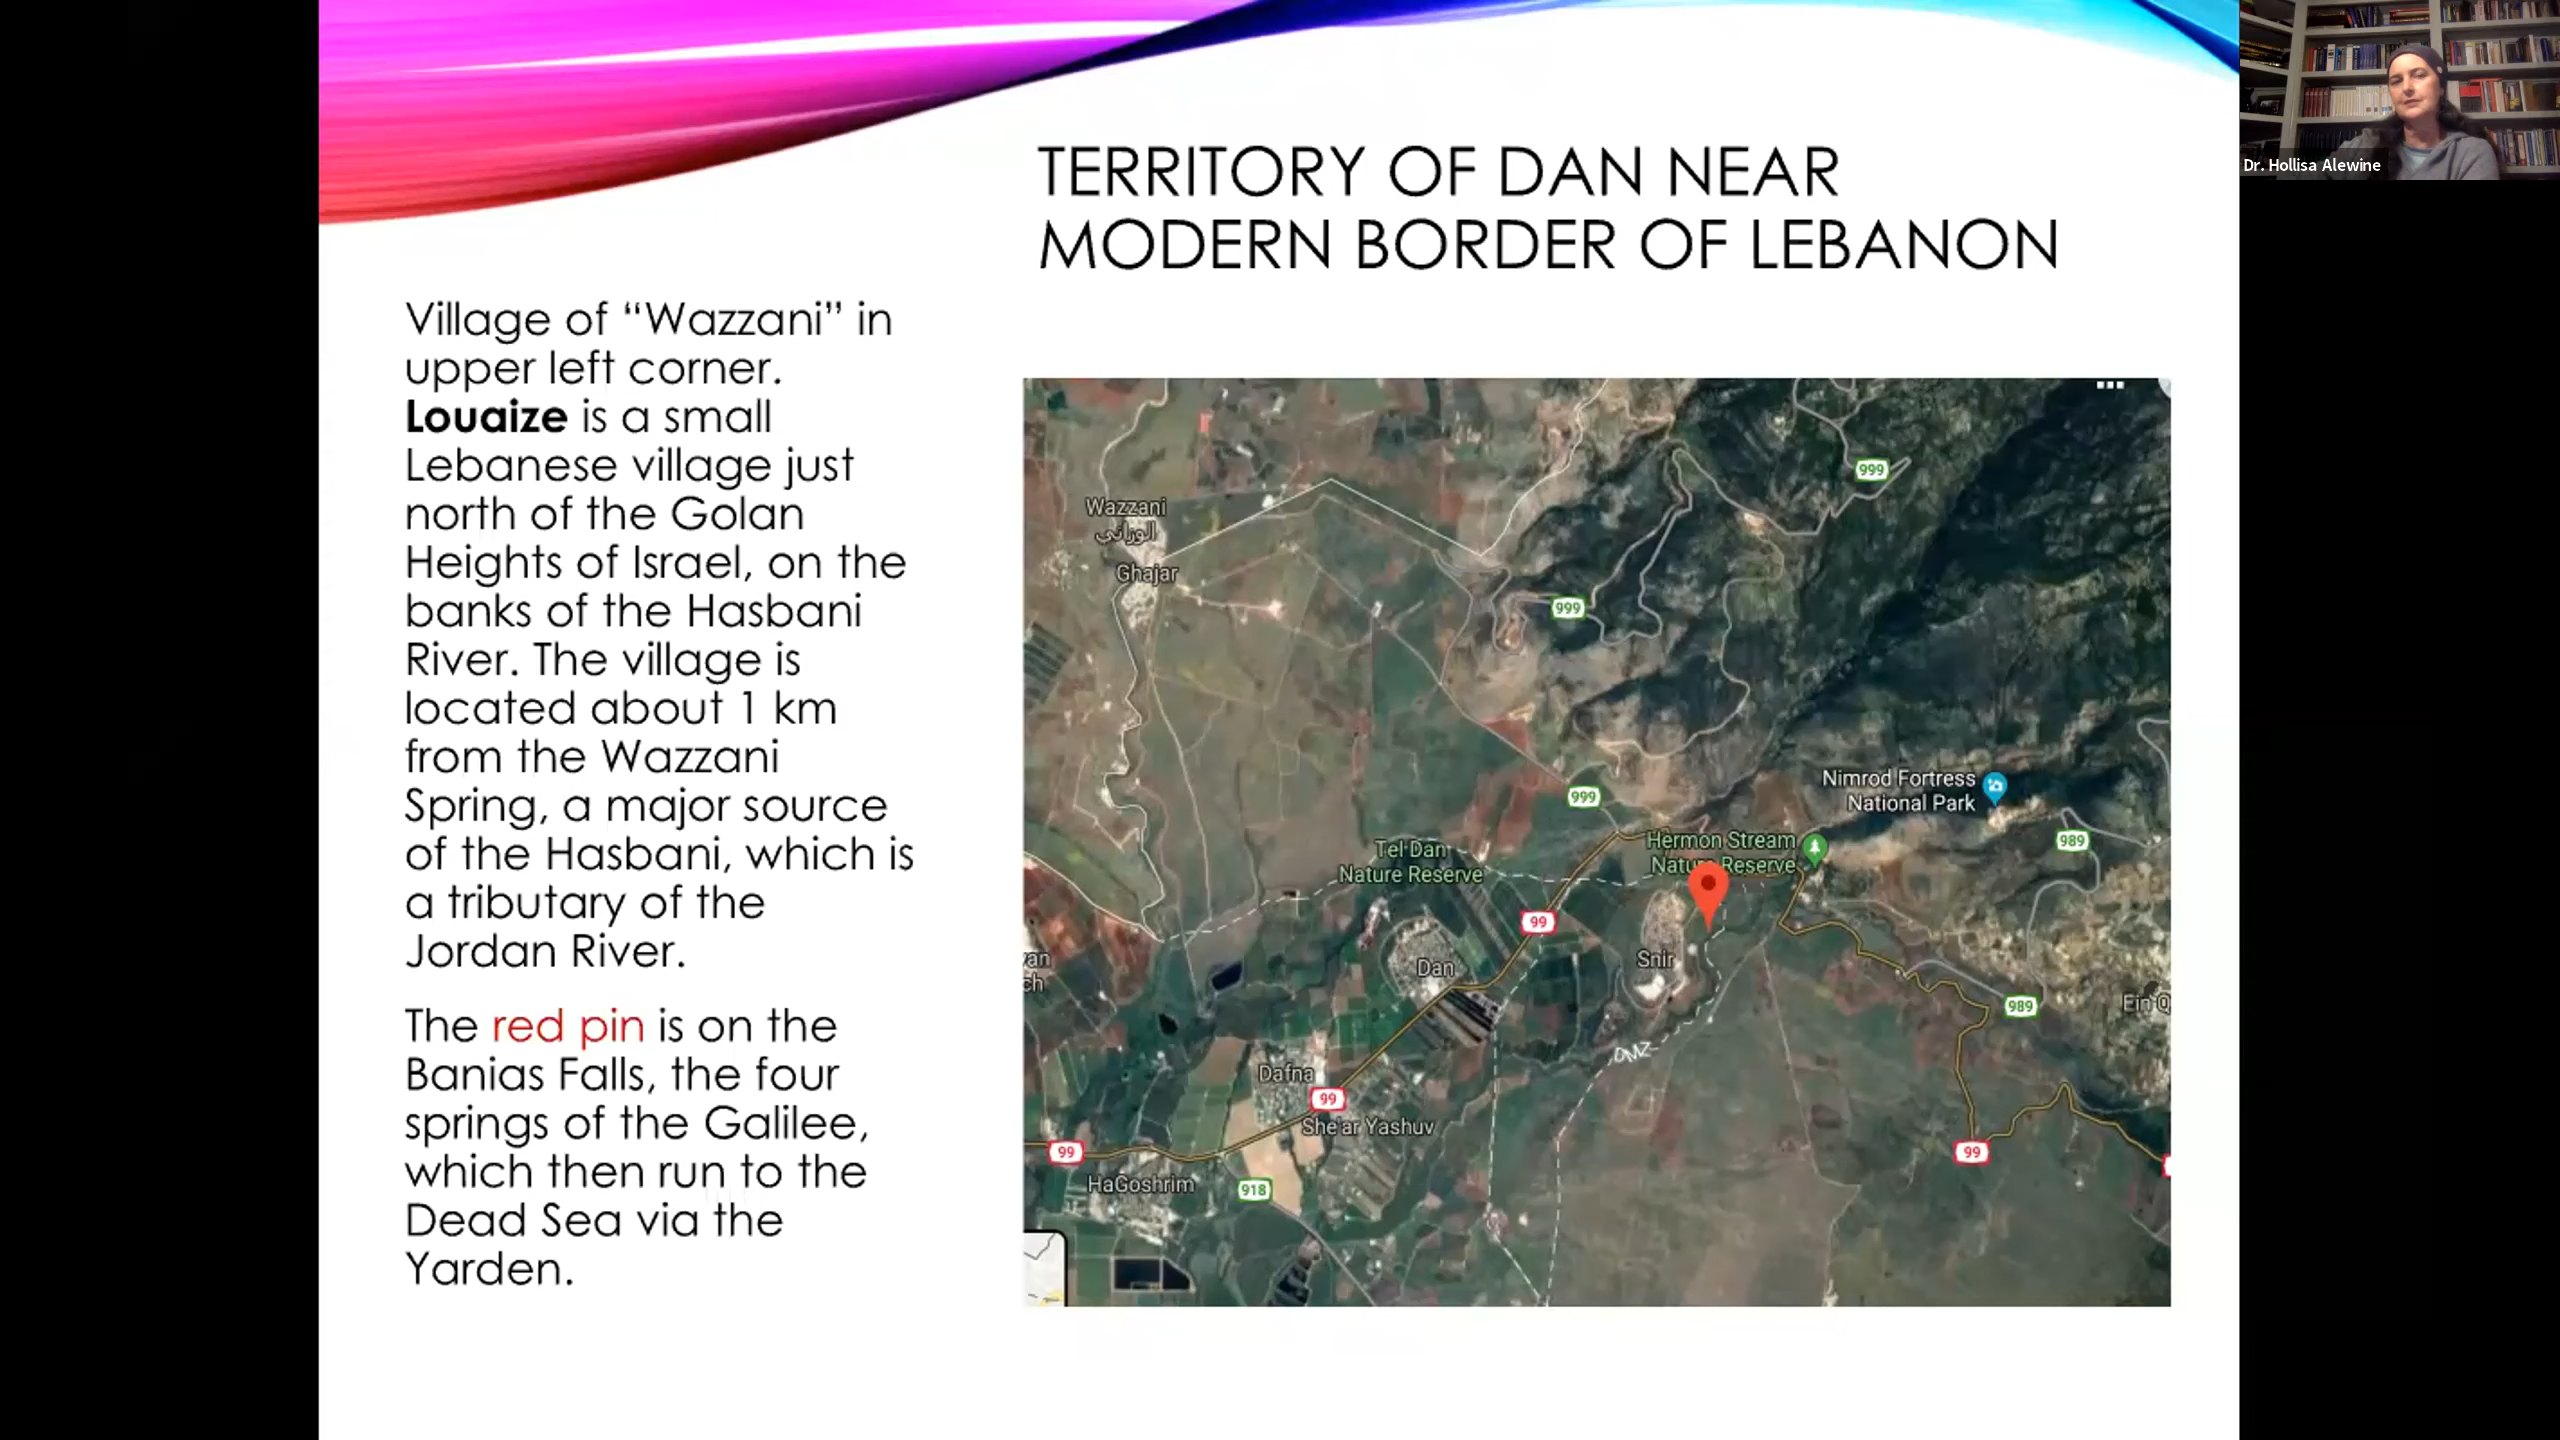 TERRITORY OF DAN NEAR
MODERN BORDER OF LEBANON
Village of “Wazzani” in
upper left corner.
Louaize is a small
Lebanese village just
north of the Golan
Heights of Israel, on the
banks of the Hasbani
River. The village is
located about 1 km
from the Wazzani
Spring, a major source
of the Hasbani, which is
a tributary of the
Jordan River.
The red pin is on the
Banias Falls, the four
springs of the Galilee,
which then run to the
Dead Sea via the
Yarden.
Dr. Hollisa Alewine
999
Wazzani
الوزاني
Ghajar
999
Nimrod Fortress
National Park
999
Hermon Stream
Nature Reserve
989
Tel Dan
Nature Reserve
99
Snir
Dan
989
DMZ
Dafna
99
She'ar Yashuv
99
99
HaGoshrim
918